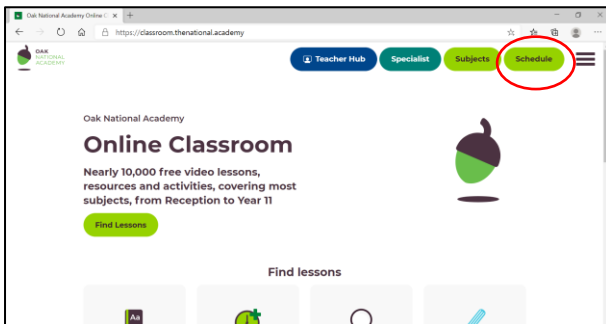 Oak National Academy Online C
https://classroom.thenational.academy
OAK
NATIONAL
ACADEMY
Teacher Hub
Specialist
Subjects
Schedule
Oak National Academy
Online Classroom
Nearly 10,000 free video lessons,
resources and activities, covering most
subjects, from Reception to Year 11
Find Lessons
Find lessons
Aa